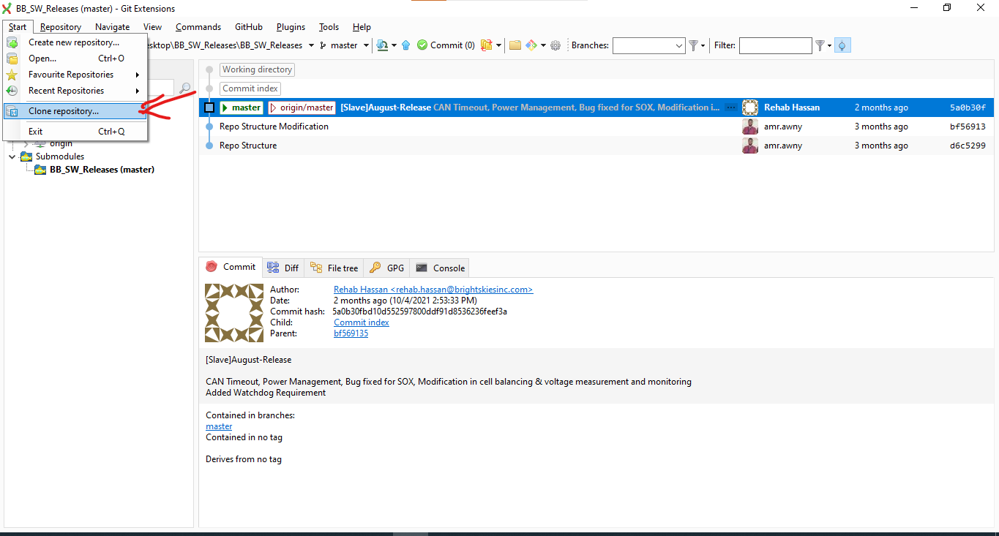 BB_SW_Releases (master) - Git Extensions
Start Repository Navigate View Commands GitHub Plugins Tools Help
Create new repository...
Open... Ctrl+O
Favourite Repositories
Recent Repositories
Clone repository...
Exit Ctrl+Q
esktop\BB_SW_Releases\BB_SW_Releases master Commit (0) Branches: Filter:
origin
Submodules
BB_SW_Releases (master)
Working directory
Commit index
master origin/master [Slave]August-Release CAN Timeout, Power Management, Bug fixed for SOX, Modification i... Rehab Hassan 2 months ago 5a0b30f
Repo Structure Modification amr.awny 3 months ago bf56913
Repo Structure amr.awny 3 months ago d6c5299
Commit Diff File tree GPG Console
Author: Rehab Hassan <rehab.hassan@brightskiesinc.com>
Date: 2 months ago (10/4/2021 2:53:33 PM)
Commit hash: 5a0b30fbd10d552597800ddf91d8536236feef3a
Child: Commit index
Parent: bf569135
[Slave]August-Release
CAN Timeout, Power Management, Bug fixed for SOX, Modification in cell balancing & voltage measurement and monitoring
Added Watchdog Requirement
Contained in branches:
master
Contained in no tag
Derives from no tag